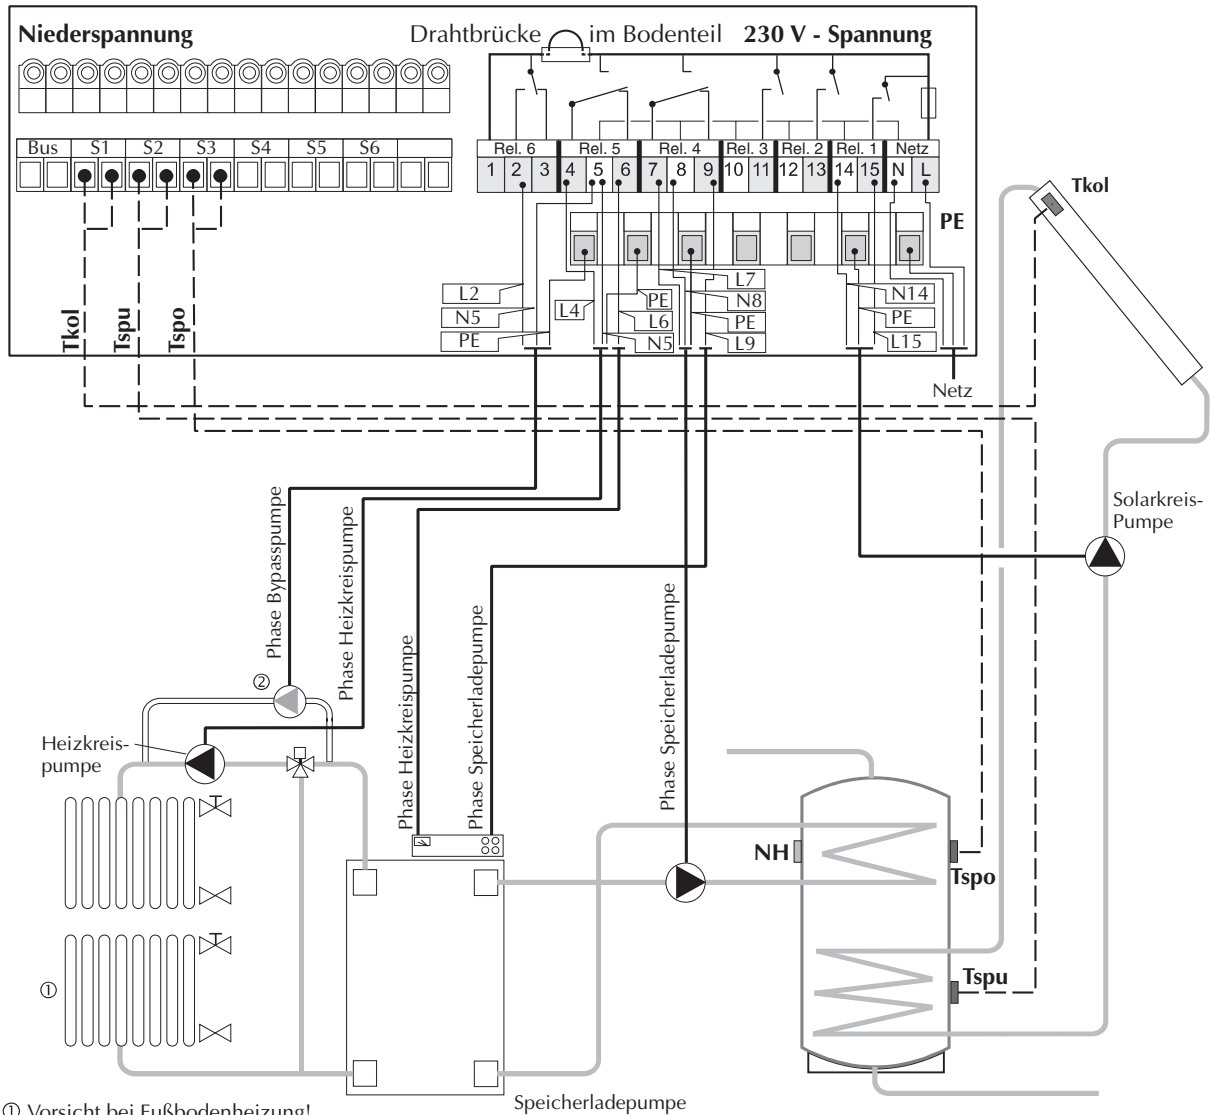 Niederspannung
Drahtbrücke im Bodenteil 230 V - Spannung
Bus S1 S2 S3 S4 S5 S6
Rel. 6 Rel. 5 Rel. 4 Rel. 3 Rel. 2 Rel. 1 Netz
1 2 3 4 5 6 7 8 9 10 11 12 13 14 15 N L
PE
L2
N5
PE
L4
PE
L6
N5
L7
N8
PE
L9
N14
PE
L15
Netz
Tkol
Tspu
Tspo
Tkol
Solarkreis-
Pumpe
Phase Bypasspumpe
Phase Heizkreispumpe
Phase Heizkreispumpe
Phase Speicherladepumpe
Phase Speicherladepumpe
②
Heizkreis-
pumpe
NH
Tspo
Tspu
①
Speicherladepumpe
① Vorsicht bei Fußbodenheizung!